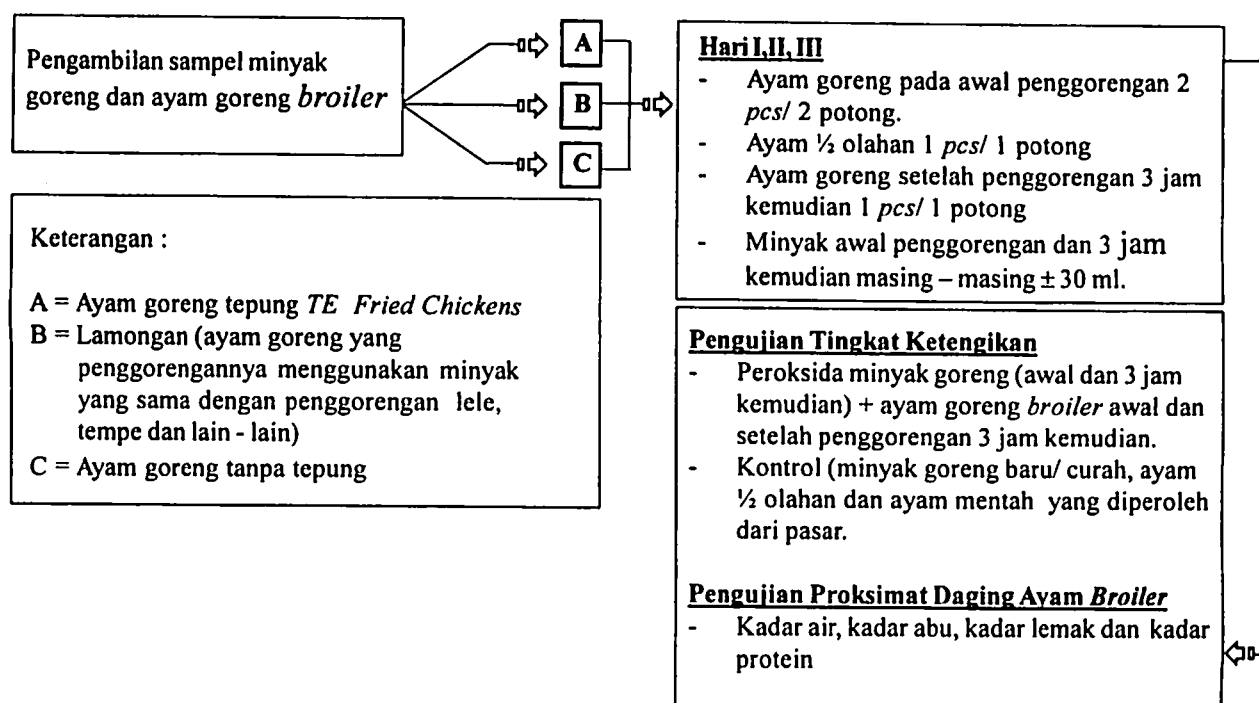 Pengambilan sampel minyak
goreng dan ayam goreng broiler
A
B
C
Hari I,II, III
- Ayam goreng pada awal penggorengan 2
pcs/ 2 potong.
- Ayam ½ olahan 1 pcs/ 1 potong
- Ayam goreng setelah penggorengan 3 jam
kemudian 1 pcs/ 1 potong
- Minyak awal penggorengan dan 3 jam
kemudian masing – masing ± 30 ml.
Keterangan :
A = Ayam goreng tepung TE Fried Chickens
B = Lamongan (ayam goreng yang
penggorengannya menggunakan minyak
yang sama dengan penggorengan lele,
tempe dan lain - lain)
C = Ayam goreng tanpa tepung
Pengujian Tingkat Ketengikan
- Peroksida minyak goreng (awal dan 3 jam
kemudian) + ayam goreng broiler awal dan
setelah penggorengan 3 jam kemudian.
- Kontrol (minyak goreng baru/ curah, ayam
½ olahan dan ayam mentah yang diperoleh
dari pasar.
Pengujian Proksimat Daging Ayam Broiler
- Kadar air, kadar abu, kadar lemak dan kadar
protein